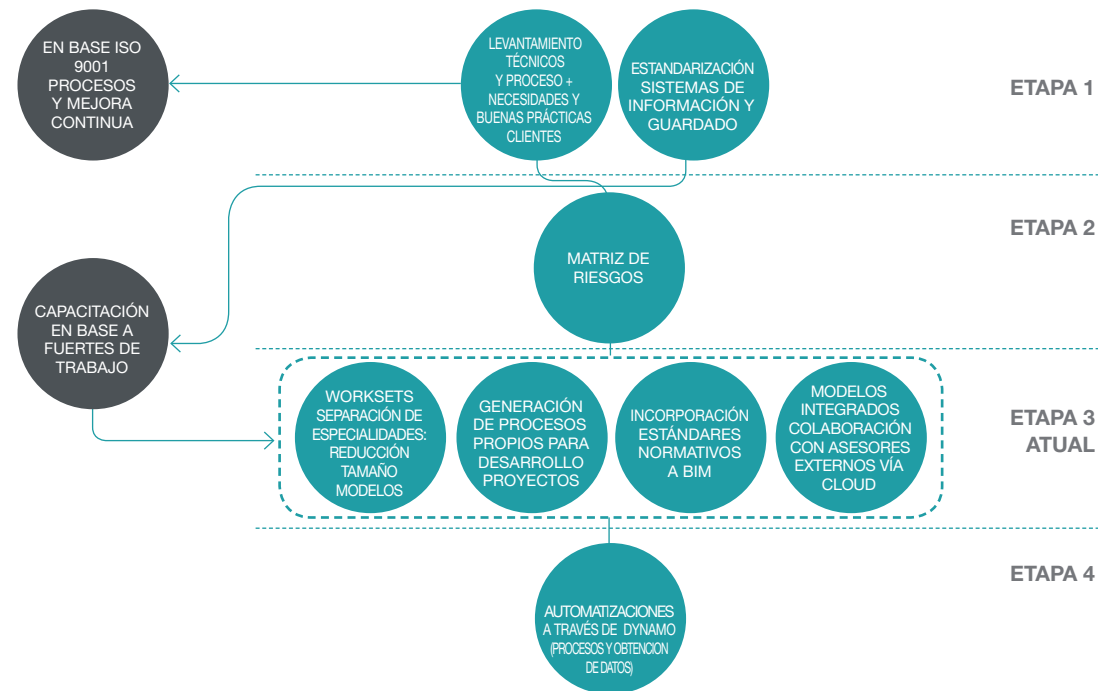 EN BASE ISO
9001
PROCESOS
Y MEJORA
CONTINUA
LEVANTAMIENTO
TÉCNICOS
Y PROCESO +
NECESIDADES Y
BUENAS PRÁCTICAS
CLIENTES
ESTANDARIZACIÓN
SISTEMAS DE
INFORMACIÓN Y
GUARDADO
ETAPA 1
MATRIZ DE
RIESGOS
ETAPA 2
CAPACITACIÓN
EN BASE A
FUERTES DE
TRABAJO
WORKSETS
SEPARACIÓN DE
ESPECIALIDADES:
REDUCCIÓN
TAMAÑO
MODELOS
GENERACIÓN
DE PROCESOS
PROPIOS PARA
DESARROLLO
PROYECTOS
INCORPORACIÓN
ESTÁNDARES
NORMATIVOS
A BIM
MODELOS
INTEGRADOS
COLABORACIÓN
CON ASESORES
EXTERNOS VÍA
CLOUD
ETAPA 3
ATUAL
AUTOMATIZACIONES
A TRAVÉS DE DYNAMO
(PROCESOS Y OBTENCION
DE DATOS)
ETAPA 4